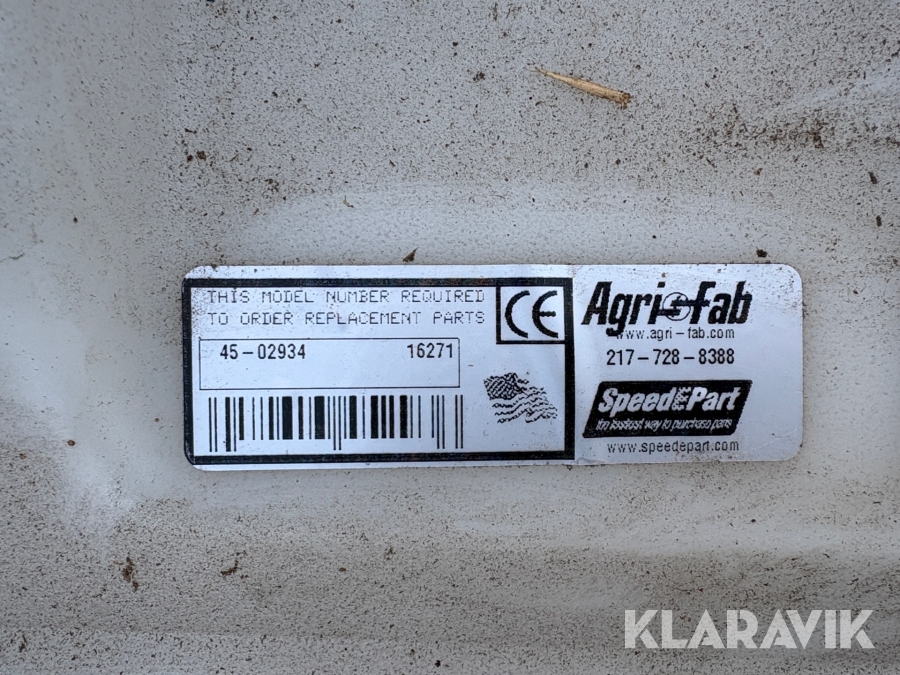 THIS MODEL NUMBER REQUIRED
TO ORDER REPLACEMENT PARTS
45-02934 16271
CE
Agri-Fab
www.agri-fab.com
217-728-8388
SpeedEPart
the fastest way to purchase parts
www.speedepart.com
KLARAVIK